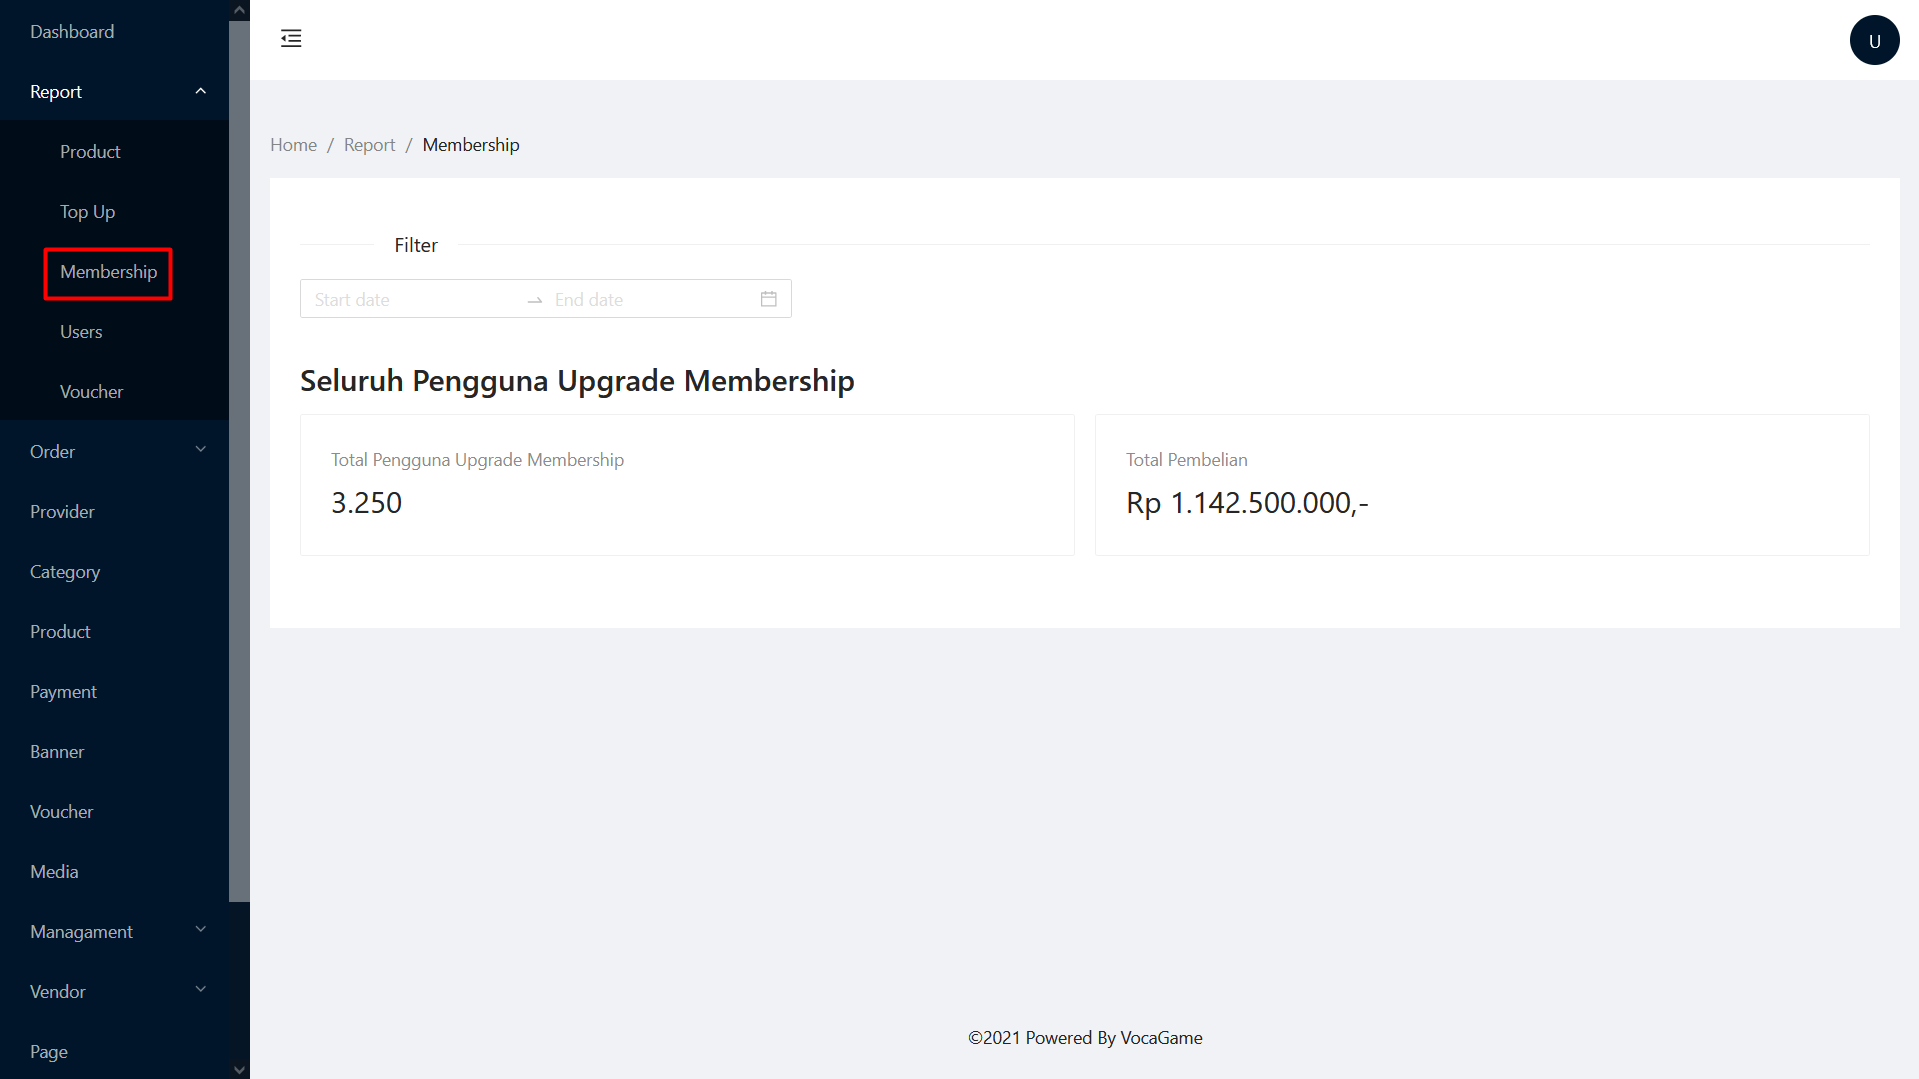 Dashboard
Report
Product
Top Up
Membership
Users
Voucher
Order
Provider
Category
Product
Payment
Banner
Voucher
Media
Managament
Vendor
Page
U
Home / Report / Membership
Filter
Start date → End date
Seluruh Pengguna Upgrade Membership
Total Pengguna Upgrade Membership
3.250
Total Pembelian
Rp 1.142.500.000,-
©2021 Powered By VocaGame